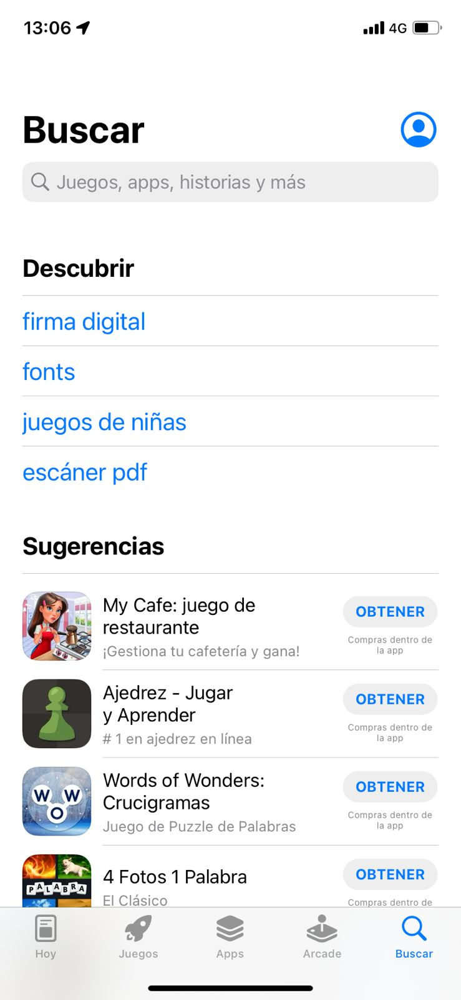 13:06
4G
Buscar
Juegos, apps, historias y más
Descubrir
firma digital
fonts
juegos de niñas
escáner pdf
Sugerencias
My Cafe: juego de
restaurante
¡Gestiona tu cafetería y gana!
OBTENER
Compras dentro de
la app
Ajedrez - Jugar
y Aprender
# 1 en ajedrez en línea
OBTENER
Compras dentro de
la app
W W
O
Words of Wonders:
Crucigramas
Juego de Puzzle de Palabras
OBTENER
Compras dentro de
la app
PALABRA
4 Fotos 1 Palabra
El Clásico
OBTENER
Compras dentro de
Hoy
Juegos
Apps
Arcade
Buscar